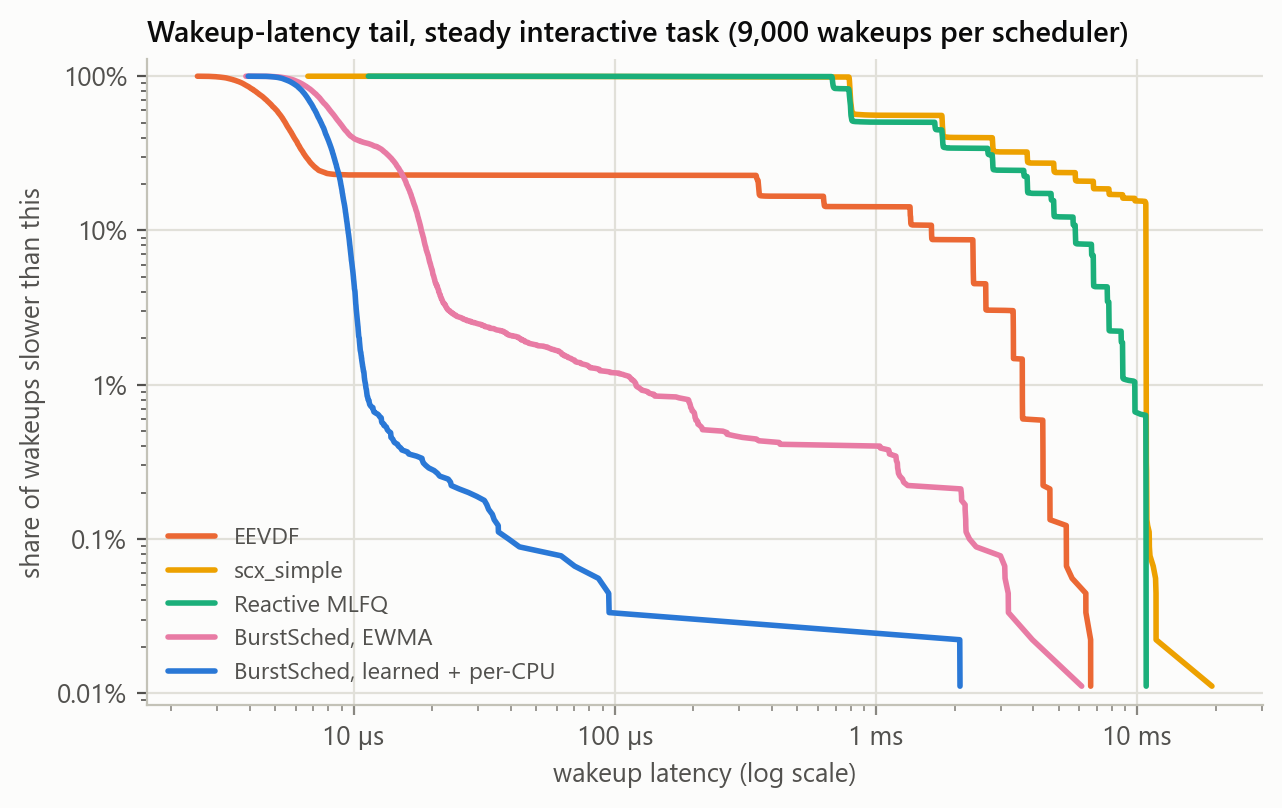 Wakeup-latency tail, steady interactive task (9,000 wakeups per scheduler)
share of wakeups slower than this
100%
10%
1%
0.1%
0.01%
EEVDF
scx_simple
Reactive MLFQ
BurstSched, EWMA
BurstSched, learned + per-CPU
10 µs
100 µs
1 ms
10 ms
wakeup latency (log scale)